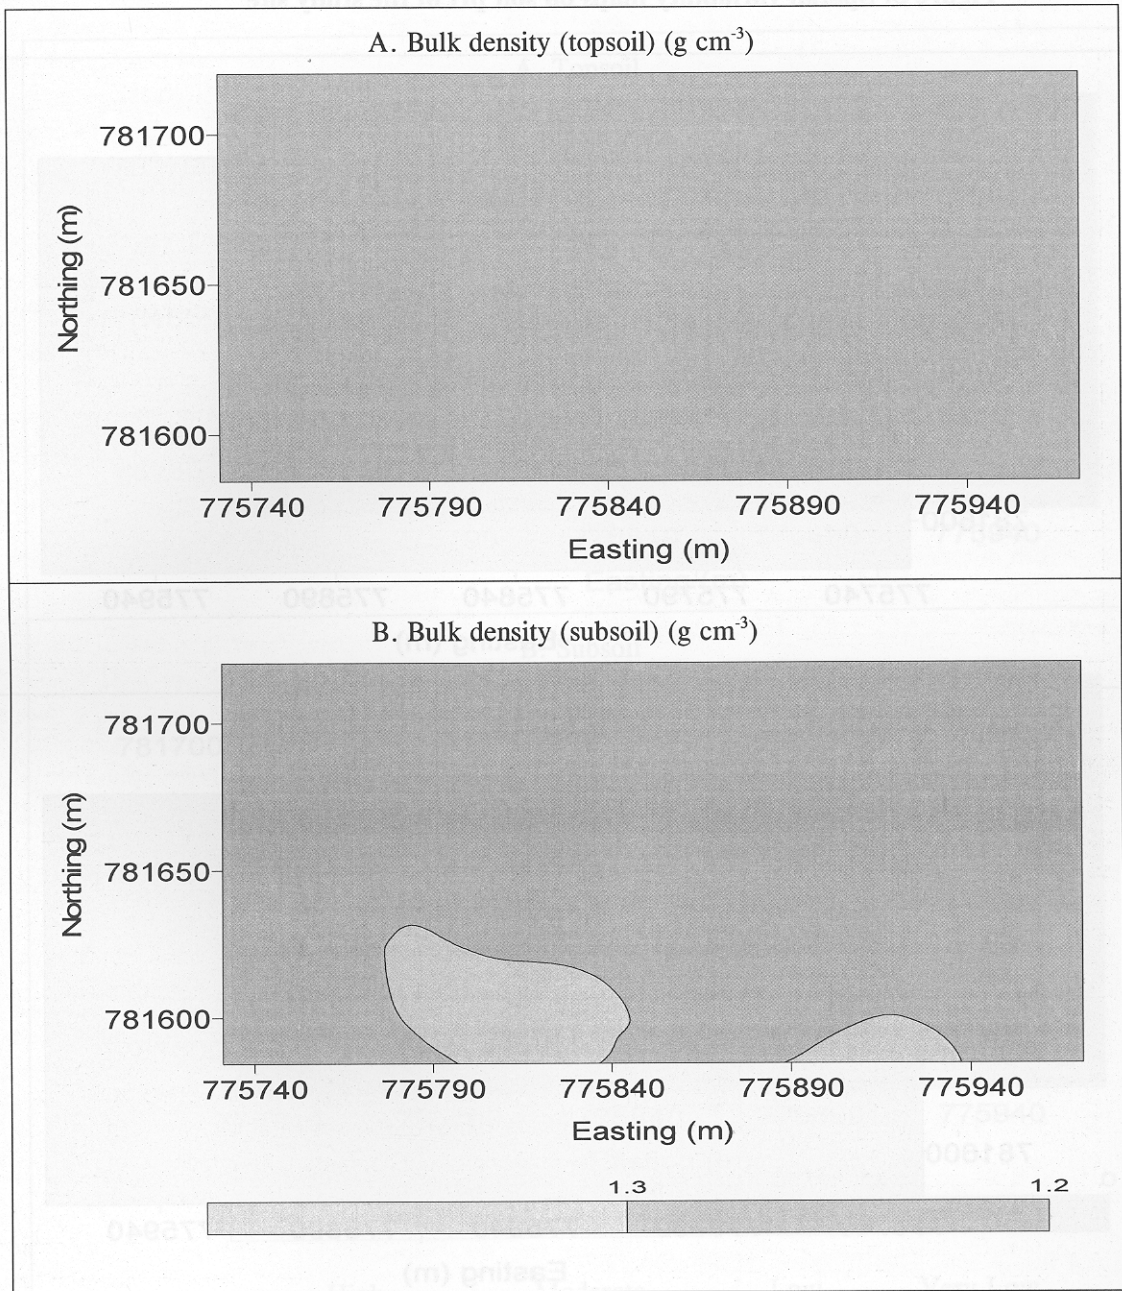 A. Bulk density (topsoil) (g cm⁻³)
781700
781650
781600
Northing (m)
775740 775790 775840 775890 775940
Easting (m)
B. Bulk density (subsoil) (g cm⁻³)
781700
781650
781600
Northing (m)
775740 775790 775840 775890 775940
Easting (m)
1.3 1.2